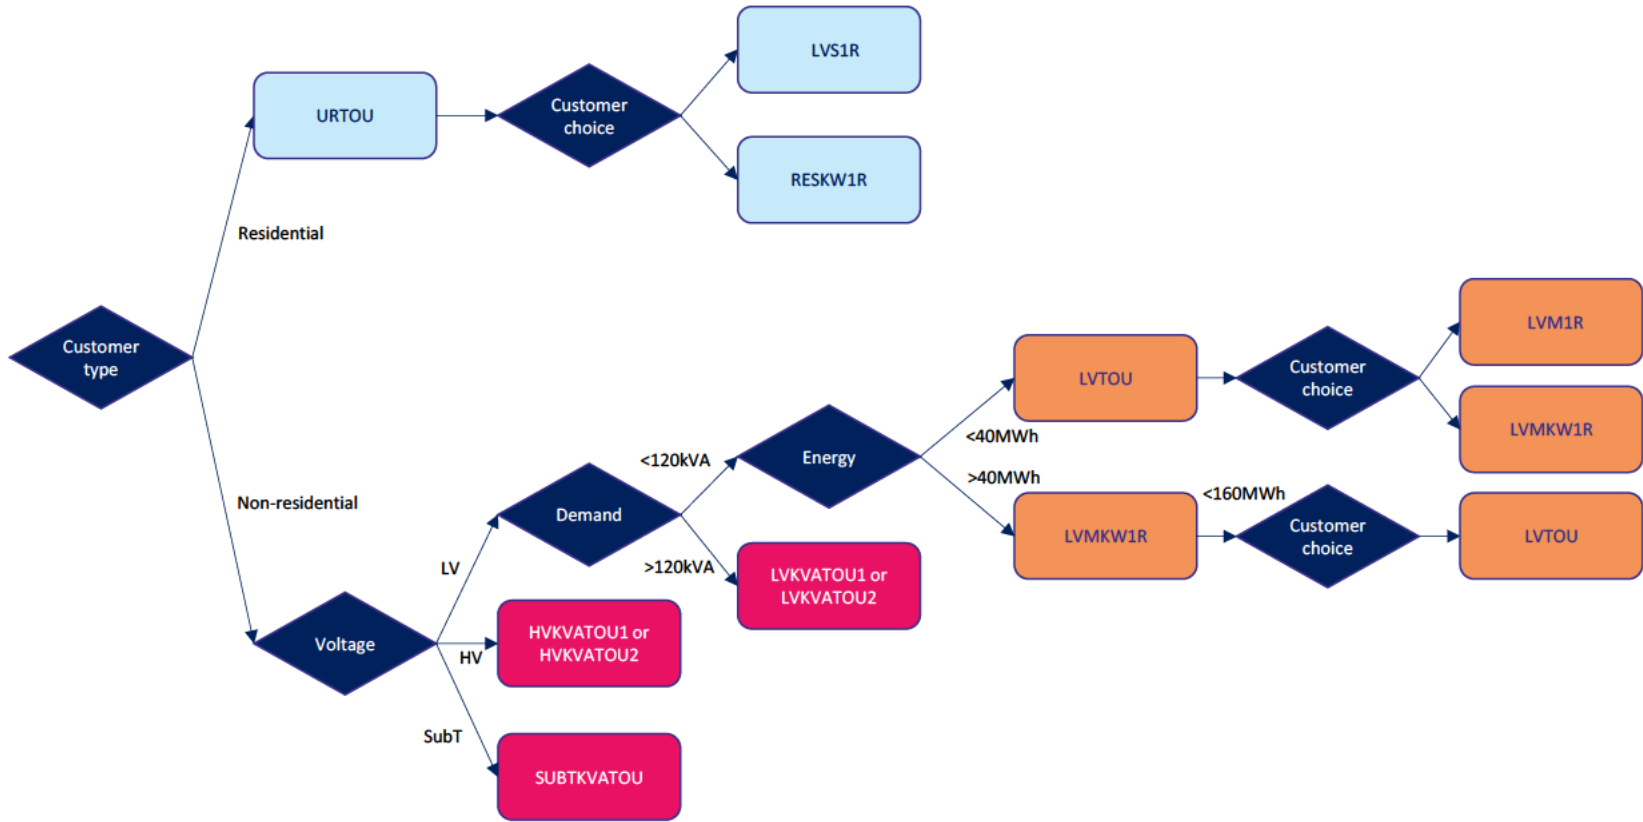 LVS1R
Customer
choice
URTOU
RESKW1R
Residential
Customer
type
LVM1R
LVTOU
Customer
choice
LVMKW1R
<40MWh
Energy
<120kVA
>40MWh
<160MWh
Non-residential
Demand
LVMKW1R
Customer
choice
LVTOU
LV
>120kVA
LVKVATOU1 or
LVKVATOU2
Voltage
HV
HVKVATOU1 or
HVKVATOU2
SubT
SUBTKVATOU